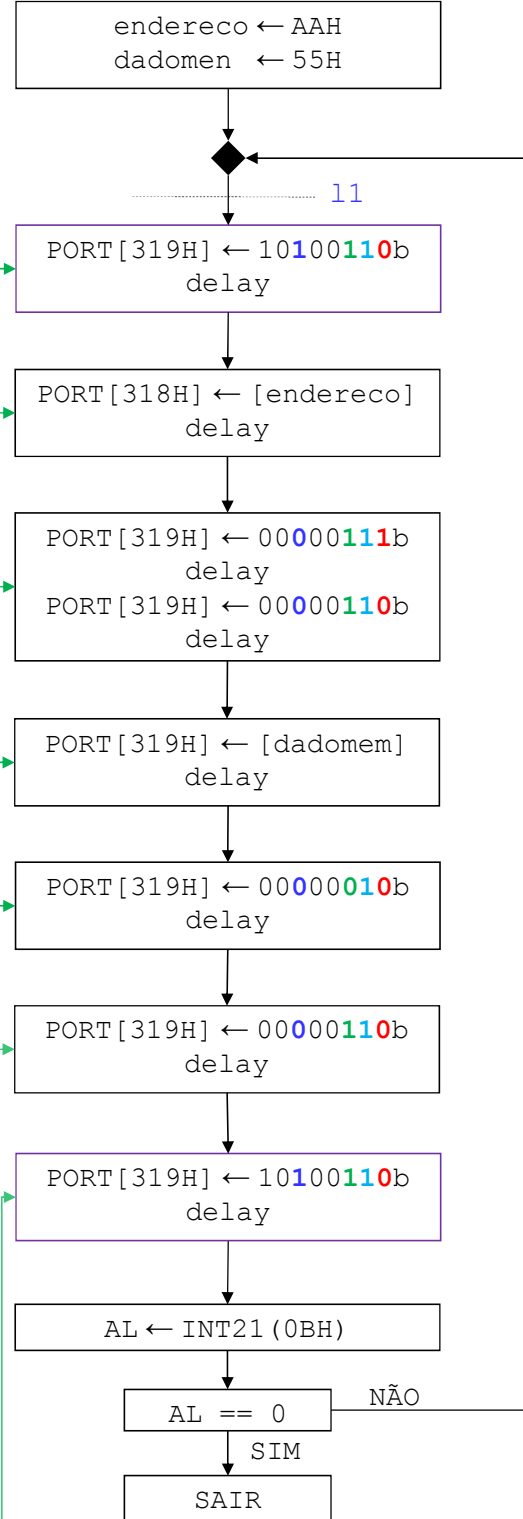 endereco ← AAH
dadomen ← 55H
l1
PORT[319H] ← 10100110b
delay
PORT[318H] ← [endereco]
delay
PORT[319H] ← 00000111b
delay
PORT[319H] ← 00000110b
delay
PORT[319H] ← [dadomem]
delay
PORT[319H] ← 00000010b
delay
PORT[319H] ← 00000110b
delay
PORT[319H] ← 10100110b
delay
AL ← INT21(0BH)
AL == 0
NÃO
SIM
SAIR